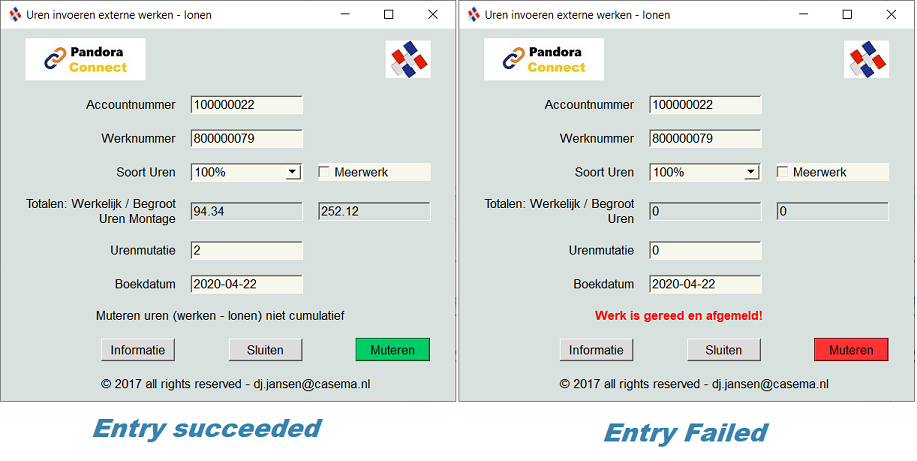 Uren invoeren externe werken - lonen
Pandora
Connect
Accountnummer 100000022
Werknummer 800000079
Soort Uren 100% Meerwerk
Totalen: Werkelijk / Begroot
Uren Montage 94.34 252.12
Urenmutatie 2
Boekdatum 2020-04-22
Muteren uren (werken - lonen) niet cumulatief
Informatie Sluiten Muteren
© 2017 all rights reserved - dj.jansen@casema.nl
Entry succeeded
Uren invoeren externe werken - lonen
Pandora
Connect
Accountnummer 100000022
Werknummer 800000079
Soort Uren 100% Meerwerk
Totalen: Werkelijk / Begroot
Uren 0 0
Urenmutatie 0
Boekdatum 2020-04-22
Werk is gereed en afgemeld!
Informatie Sluiten Muteren
© 2017 all rights reserved - dj.jansen@casema.nl
Entry Failed